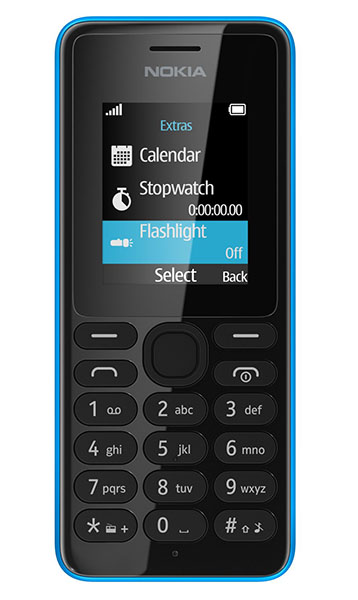 NOKIA
Extras
Calendar
Stopwatch
0:00:00.00
Flashlight
Off
Select Back
1 2 abc 3 def
4 ghi 5 jkl 6 mno
7 pqrs 8 tuv 9 wxyz
* + 0 #